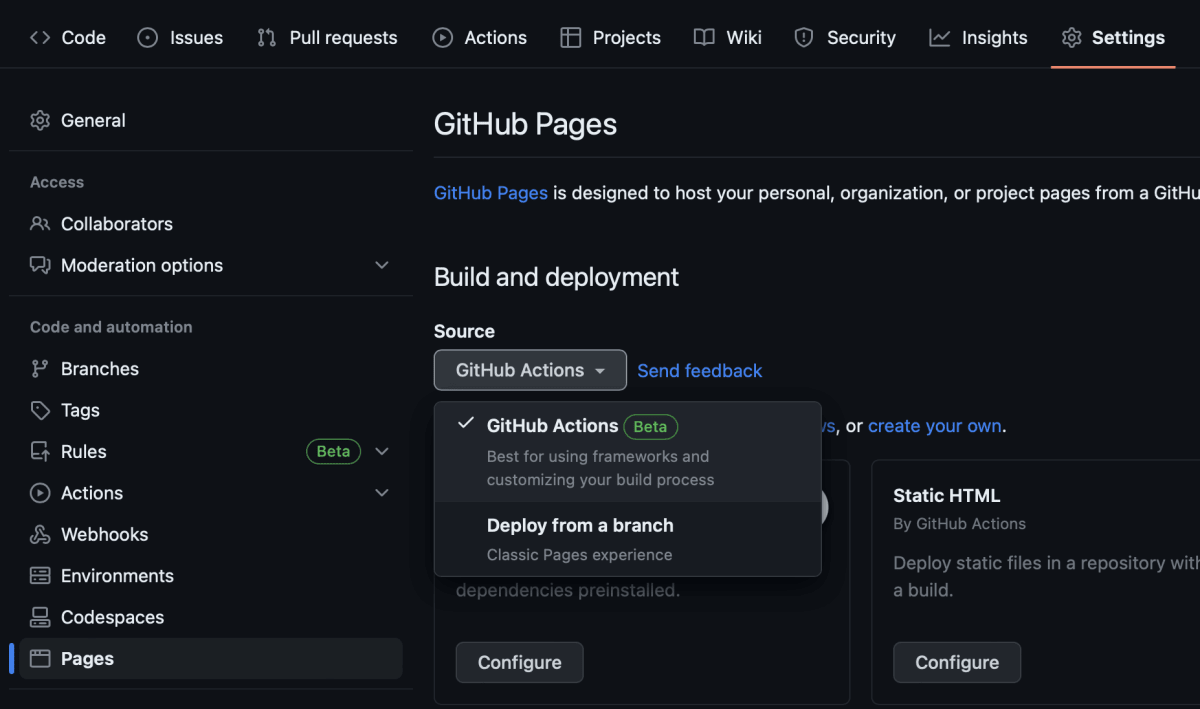 Code Issues Pull requests Actions Projects Wiki Security Insights Settings
General
Access
Collaborators
Moderation options
Code and automation
Branches
Tags
Rules Beta
Actions
Webhooks
Environments
Codespaces
Pages
GitHub Pages
GitHub Pages is designed to host your personal, organization, or project pages from a
Build and deployment
Source
GitHub Actions Send feedback
GitHub Actions Beta
Best for using frameworks and
customizing your build process
Deploy from a branch
Classic Pages experience
, or create your own.
dependencies preinstalled.
Configure
Static HTML
By GitHub Actions
Deploy static files in a repository
a build.
Configure